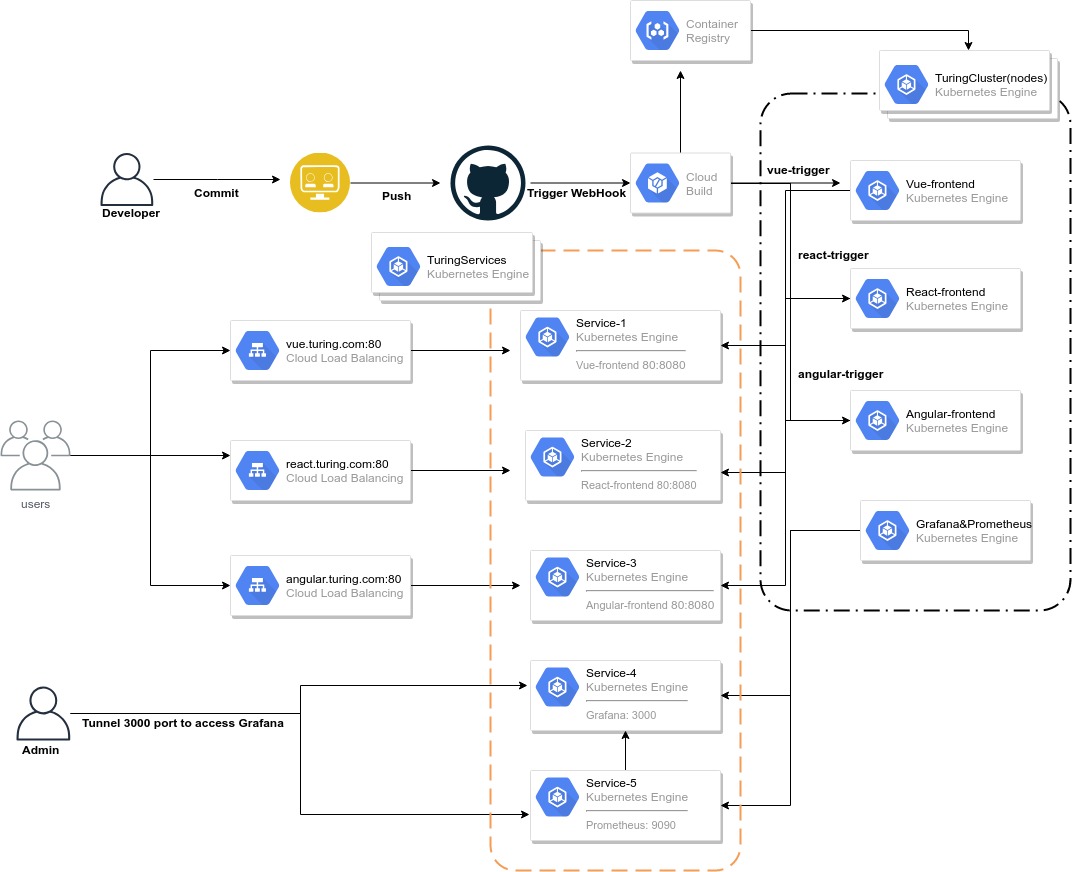 Container
Registry
TuringCluster(nodes)
Kubernetes Engine
Developer
Commit
Push
Trigger WebHook
Cloud
Build
vue-trigger
Vue-frontend
Kubernetes Engine
TuringServices
Kubernetes Engine
react-trigger
React-frontend
Kubernetes Engine
vue.turing.com:80
Cloud Load Balancing
Service-1
Kubernetes Engine
Vue-frontend 80:8080
angular-trigger
Angular-frontend
Kubernetes Engine
users
react.turing.com:80
Cloud Load Balancing
Service-2
Kubernetes Engine
React-frontend 80:8080
Grafana&Prometheus
Kubernetes Engine
angular.turing.com:80
Cloud Load Balancing
Service-3
Kubernetes Engine
Angular-frontend 80:8080
Admin
Tunnel 3000 port to access Grafana
Service-4
Kubernetes Engine
Grafana: 3000
Service-5
Kubernetes Engine
Prometheus: 9090